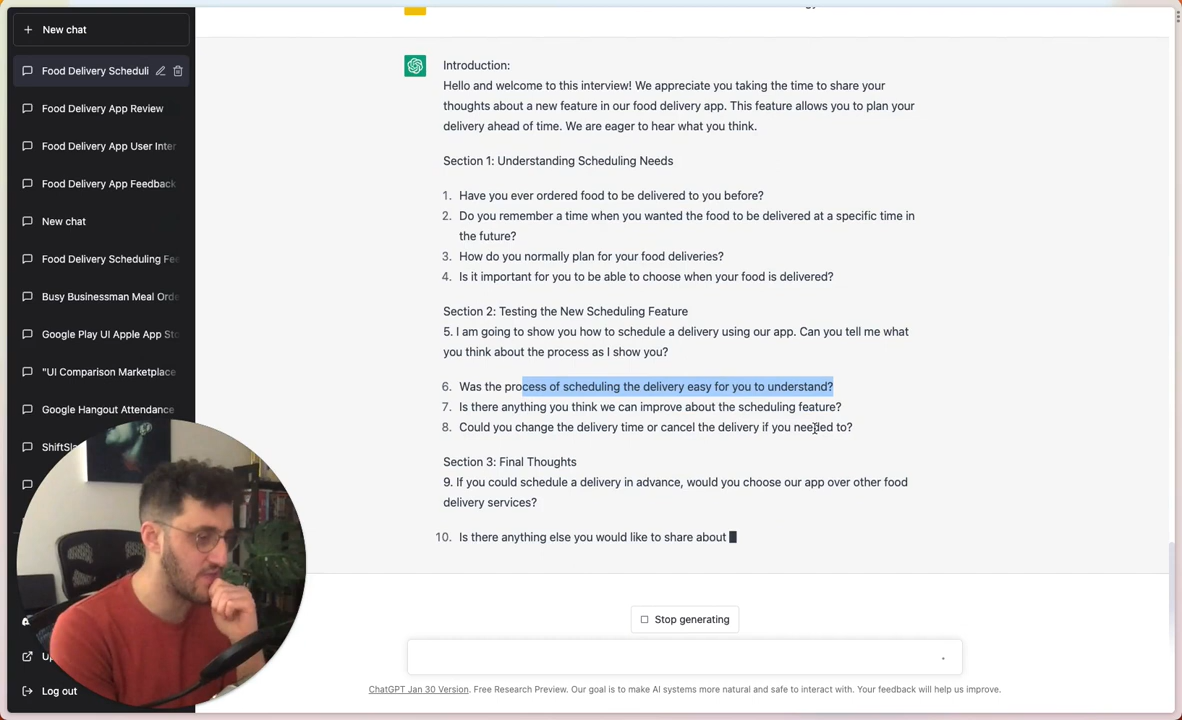 New chat
Food Delivery Scheduli
Food Delivery App Review
Food Delivery App User Inter
Food Delivery App Feedback
New chat
Food Delivery Scheduling Fee
Busy Businessman Meal Orde
Google Play UI Apple App Sto
"UI Comparison Marketplace
Google Hangout Attendance
ShiftSla
Log out
Introduction:
Hello and welcome to this interview! We appreciate you taking the time to share your
thoughts about a new feature in our food delivery app. This feature allows you to plan your
delivery ahead of time. We are eager to hear what you think.
Section 1: Understanding Scheduling Needs
1. Have you ever ordered food to be delivered to you before?
2. Do you remember a time when you wanted the food to be delivered at a specific time in
the future?
3. How do you normally plan for your food deliveries?
4. Is it important for you to be able to choose when your food is delivered?
Section 2: Testing the New Scheduling Feature
5. I am going to show you how to schedule a delivery using our app. Can you tell me what
you think about the process as I show you?
6. Was the process of scheduling the delivery easy for you to understand?
7. Is there anything you think we can improve about the scheduling feature?
8. Could you change the delivery time or cancel the delivery if you needed to?
Section 3: Final Thoughts
9. If you could schedule a delivery in advance, would you choose our app over other food
delivery services?
10. Is there anything else you would like to share about
Stop generating
ChatGPT Jan 30 Version. Free Research Preview. Our goal is to make AI systems more natural and safe to interact with. Your feedback will help us improve.